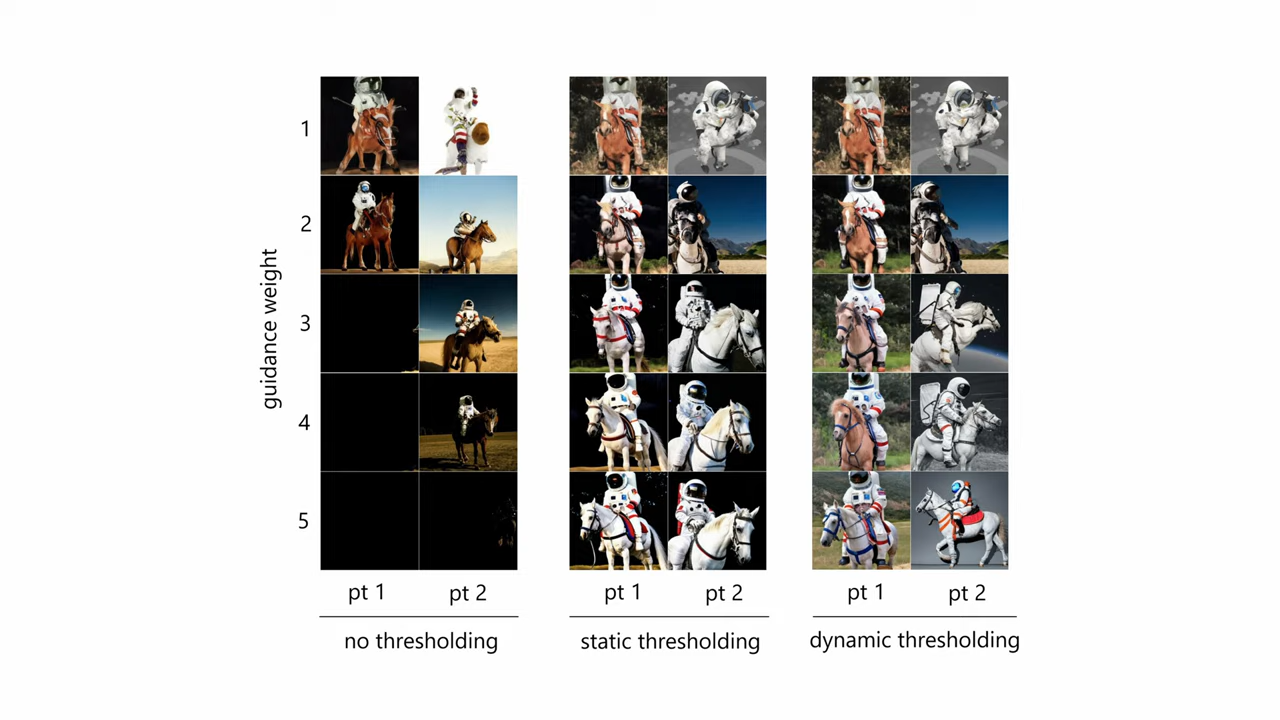 guidance weight
1
2
3
4
5
pt 1 pt 2 pt 1 pt 2 pt 1 pt 2
no thresholding static thresholding dynamic thresholding